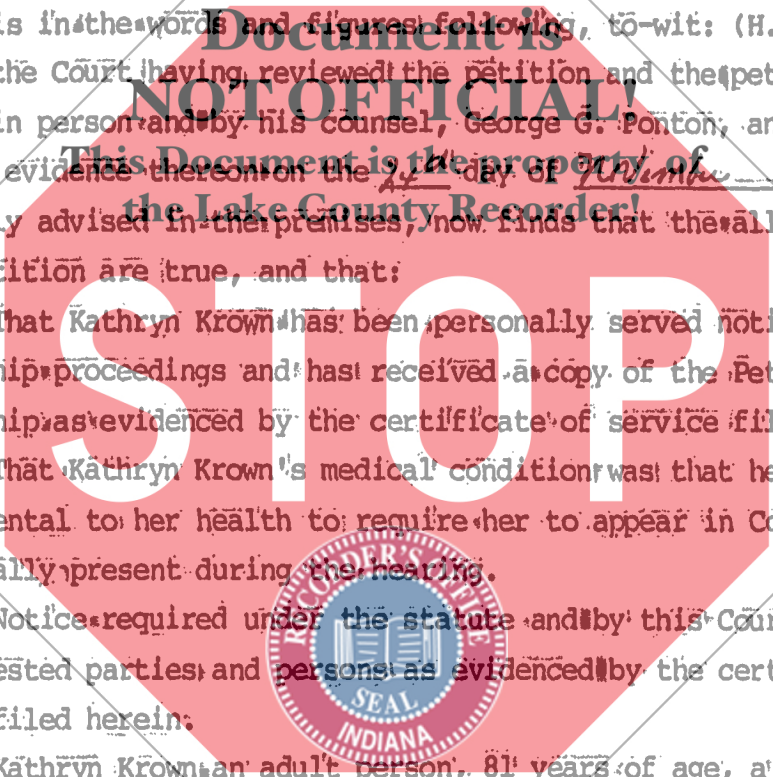 is in the words and figures following, to-wit: (H.
Document is
the Court having reviewed the petition and the pet
NOT OFFICIAL!
in person and by his counsel, George G. Ponton, an
This Document is the property of
evidence thereon on the day of
the Lake County Recorder!
y advised in the premises, now finds that the all
tition are true, and that:
That Kathryn Krown has been personally served noti
hip proceedings and has received a copy of the Pet
hip as evidenced by the certificate of service fil
STOP
That Kathryn Krown's medical condition was that he
ental to her health to require her to appear in Co
ally present during the hearing.
RECORDER'S OFFICE
Notice required under the statute and by this Cour
ested parties and persons as evidenced by the cert
SEAL
filed herein.
INDIANA
Kathryn Krown an adult person, 81 years of age, a